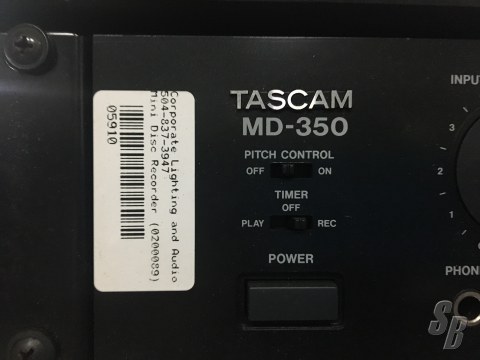 Corporate Lighting and Audio
504-837-3947
Mini Disc Recorder (0200089)
05910
TASCAM
MD-350
PITCH CONTROL
OFF ON
TIMER
OFF
PLAY REC
POWER
INPUT
3
2
1
PHON
SB